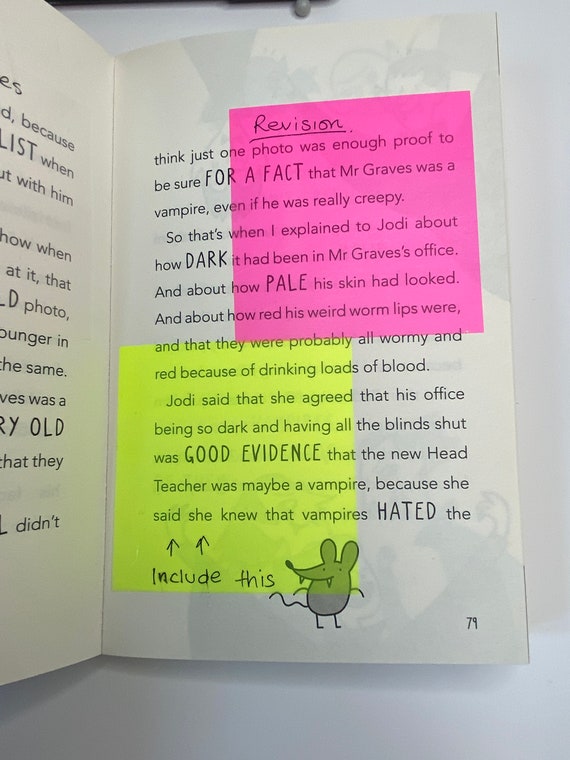 es
d, because
LIST when
ut with him
how when
at it, that
LD photo,
ounger in
he same.
ves was a
RY OLD
that they
L didn't
Revision.
think just one photo was enough proof to
be sure FOR A FACT that Mr Graves was a
vampire, even if he was really creepy.
So that's when I explained to Jodi about
how DARK it had been in Mr Graves's office.
And about how PALE his skin had looked.
And about how red his weird worm lips were,
and that they were probably all wormy and
red because of drinking loads of blood.
Jodi said that she agreed that his office
being so dark and having all the blinds shut
was GOOD EVIDENCE that the new Head
Teacher was maybe a vampire, because she
said she knew that vampires HATED the
↑ ↑
Include this
79